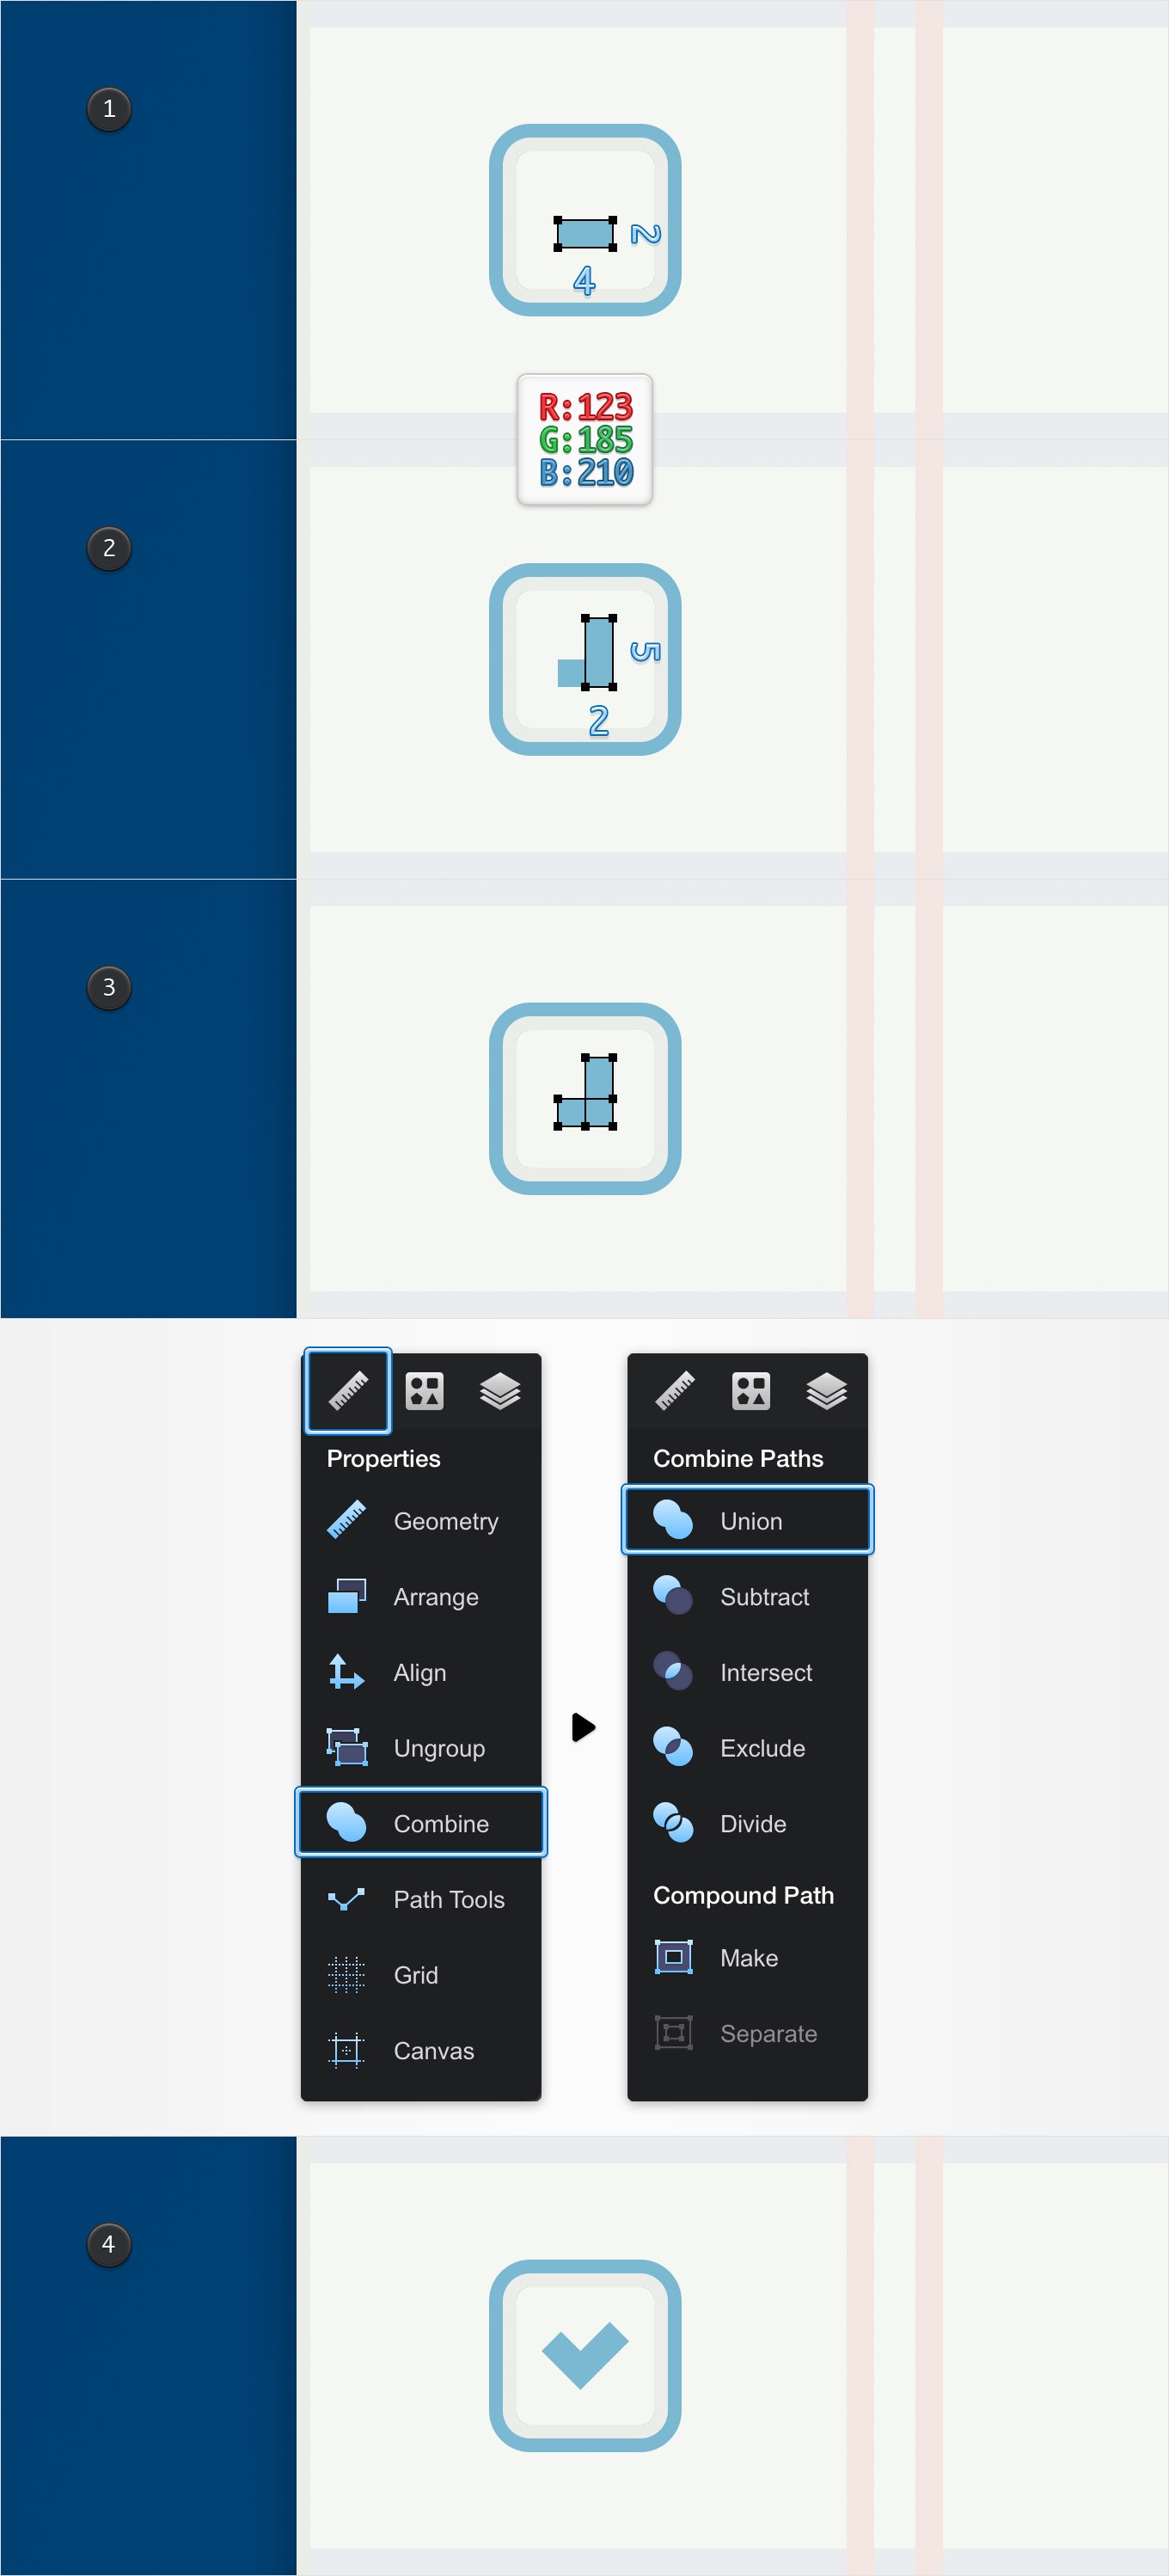 1
2
4
R:123
G:185
B:210
2
5
2
3
Properties
Geometry
Arrange
Align
Ungroup
Combine
Path Tools
Grid
Canvas
Combine Paths
Union
Subtract
Intersect
Exclude
Divide
Compound Path
Make
Separate
4